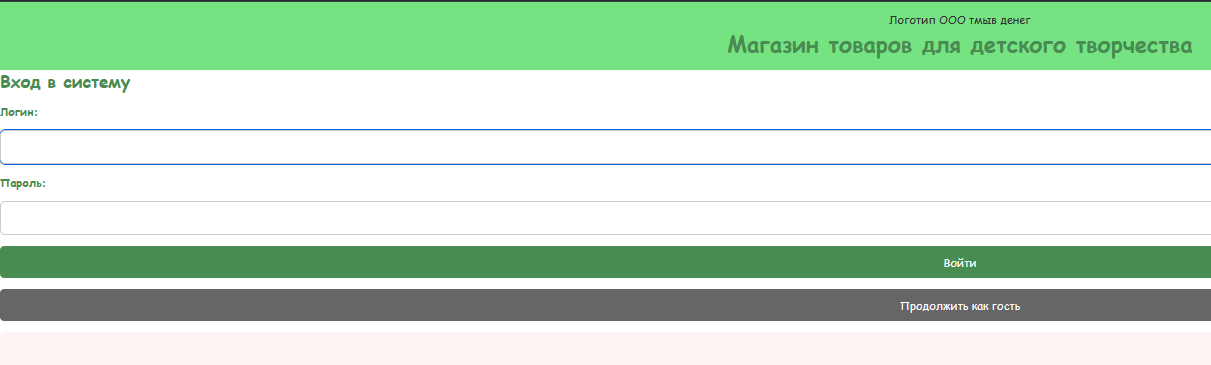 Логотип ООО тмыв денег
Магазин товаров для детского творчества
Вход в систему
Логин:
Пароль:
Войти
Продолжить как гость